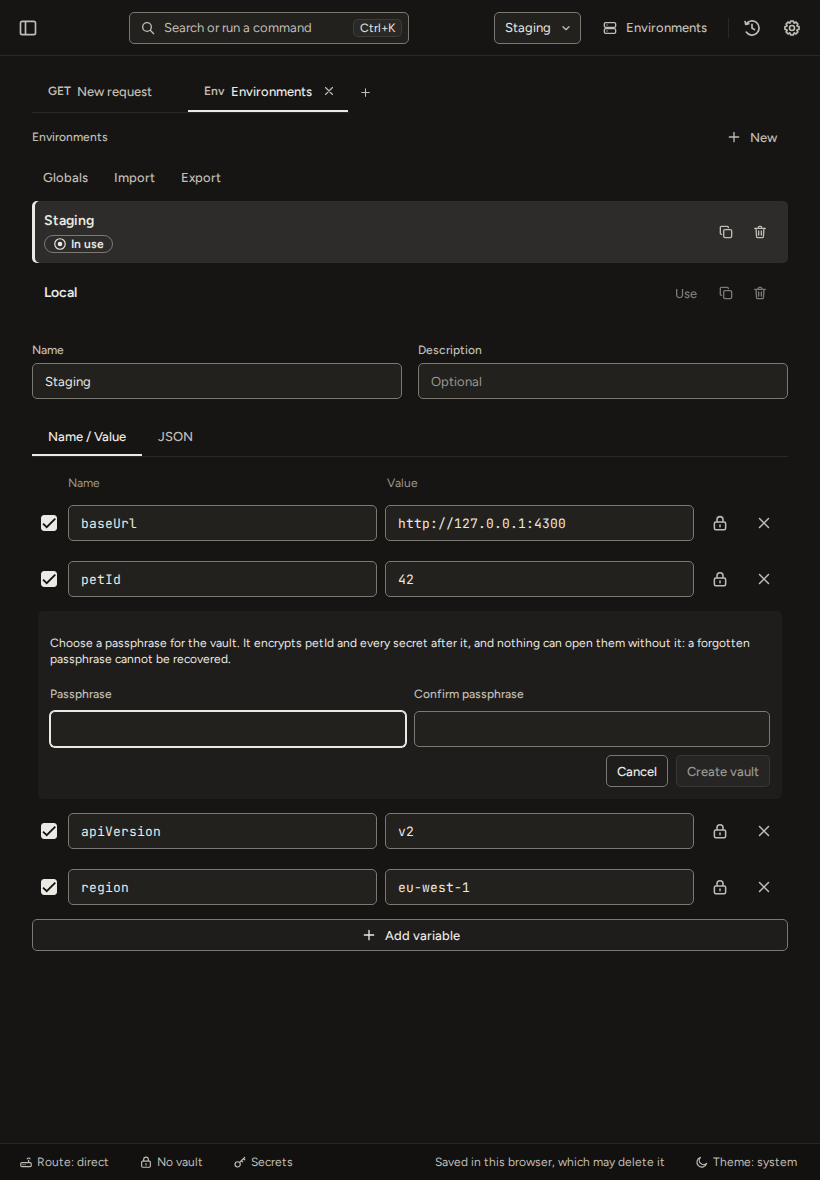 Search or run a command Ctrl+K Staging Environments
GET New request Env Environments
Environments New
Globals Import Export
Staging
In use
Local Use
Name Description
Staging Optional
Name / Value JSON
Name Value
baseUrl http://127.0.0.1:4300
petId 42
Choose a passphrase for the vault. It encrypts petId and every secret after it, and nothing can open them without it: a forgotten
passphrase cannot be recovered.
Passphrase Confirm passphrase
Cancel Create vault
apiVersion v2
region eu-west-1
Add variable
Route: direct No vault Secrets Saved in this browser, which may delete it Theme: system